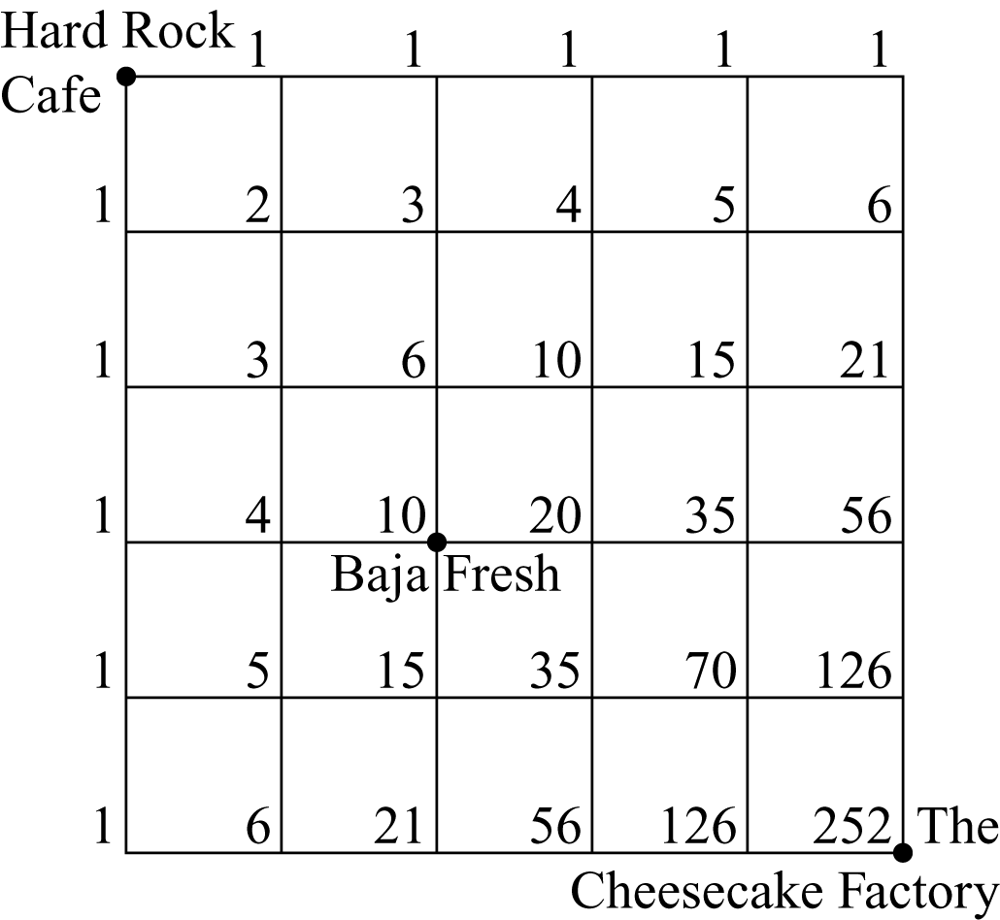 Hard Rock
Cafe
1 1 1 1 1
1 2 3 4 5 6
1 3 6 10 15 21
1 4 10 20 35 56
Baja Fresh
1 5 15 35 70 126
1 6 21 56 126 252 The
Cheesecake Factory